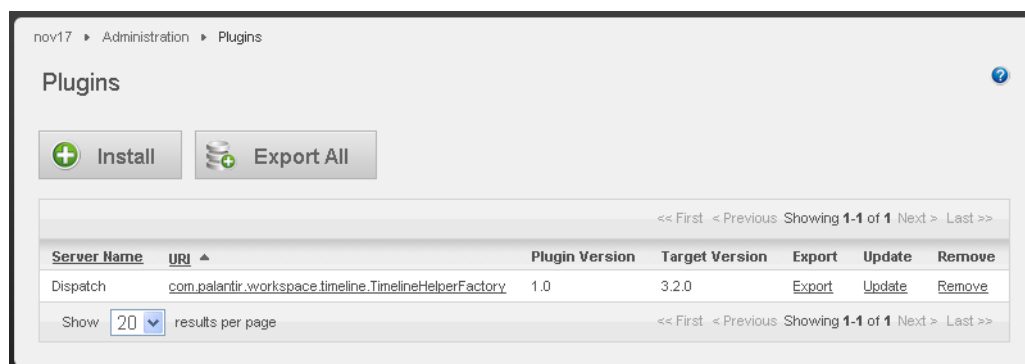 nov17 ▸ Administration ▸ Plugins
Plugins
Install Export All
<< First < Previous Showing 1-1 of 1 Next > Last >>
Server Name URI Plugin Version Target Version Export Update Remove
Dispatch com.palantir.workspace.timeline.TimelineHelperFactory 1.0 3.2.0 Export Update Remove
Show 20 results per page << First < Previous Showing 1-1 of 1 Next > Last >>